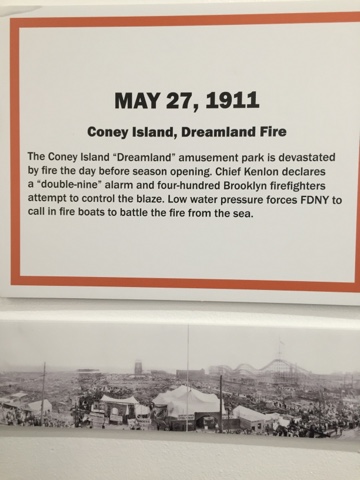 MAY 27, 1911
Coney Island, Dreamland Fire
The Coney Island “Dreamland” amusement park is devastated
by fire the day before season opening. Chief Kenlon declares
a “double-nine” alarm and four-hundred Brooklyn firefighters
attempt to control the blaze. Low water pressure forces FDNY to
call in fire boats to battle the fire from the sea.